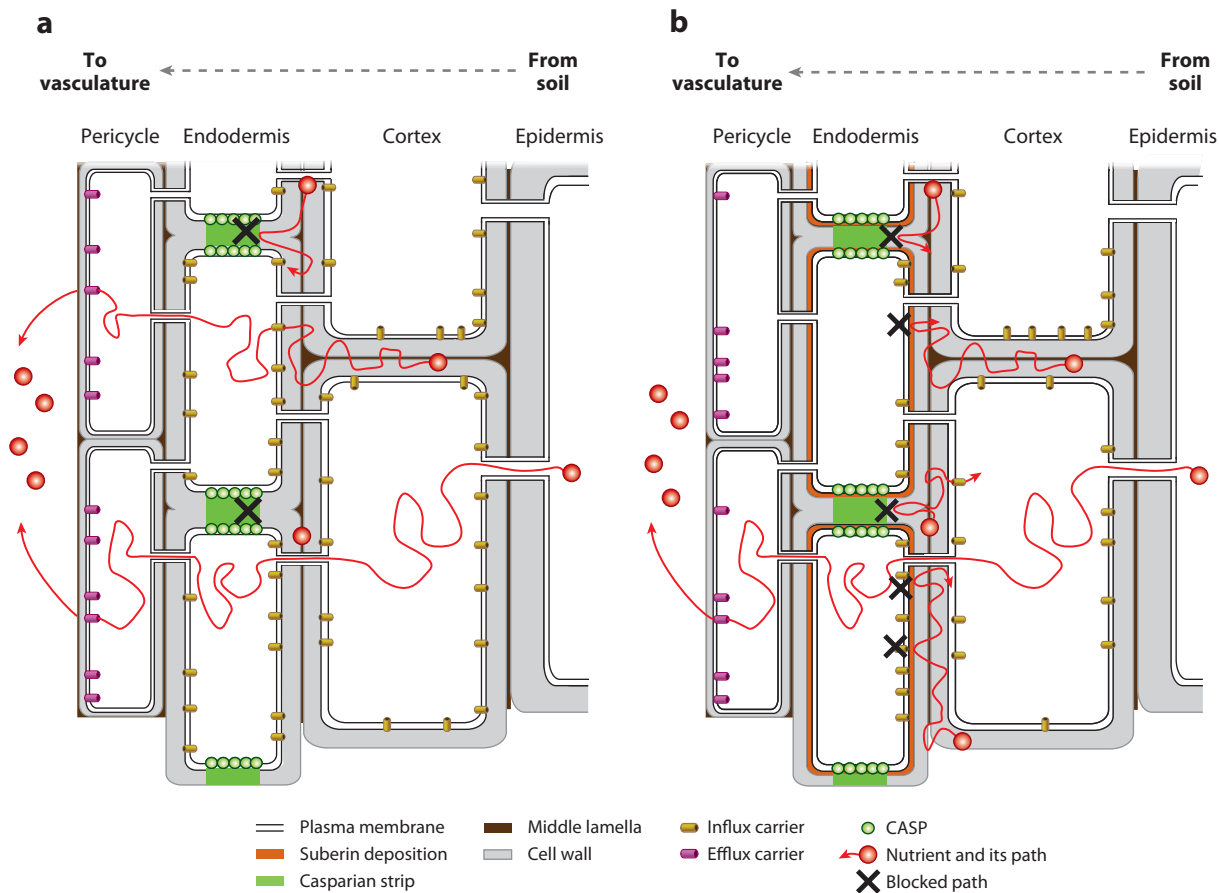 a
To
vasculature
From
soil
Pericycle
Endodermis
Cortex
Epidermis
b
To
vasculature
From
soil
Pericycle
Endodermis
Cortex
Epidermis
Plasma membrane
Suberin deposition
Casparian strip
Middle lamella
Cell wall
Influx carrier
Efflux carrier
CASP
Nutrient and its path
Blocked path